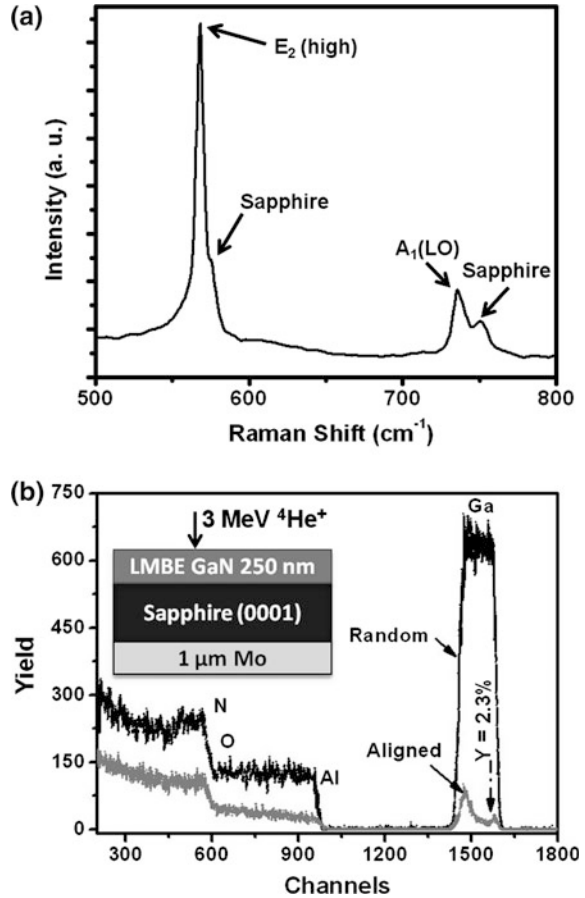 (a)
E₂ (high)
Sapphire
A₁(LO)
Sapphire
Intensity (a. u.)
500 600 700 800
Raman Shift (cm⁻¹)
(b)
750
600
450
300
150
0
Yield
3 MeV ⁴He⁺
LMBE GaN 250 nm
Sapphire (0001)
1 µm Mo
Ga
Random
Y = 2.3%
Aligned
N
O
Al
300 600 900 1200 1500 1800
Channels